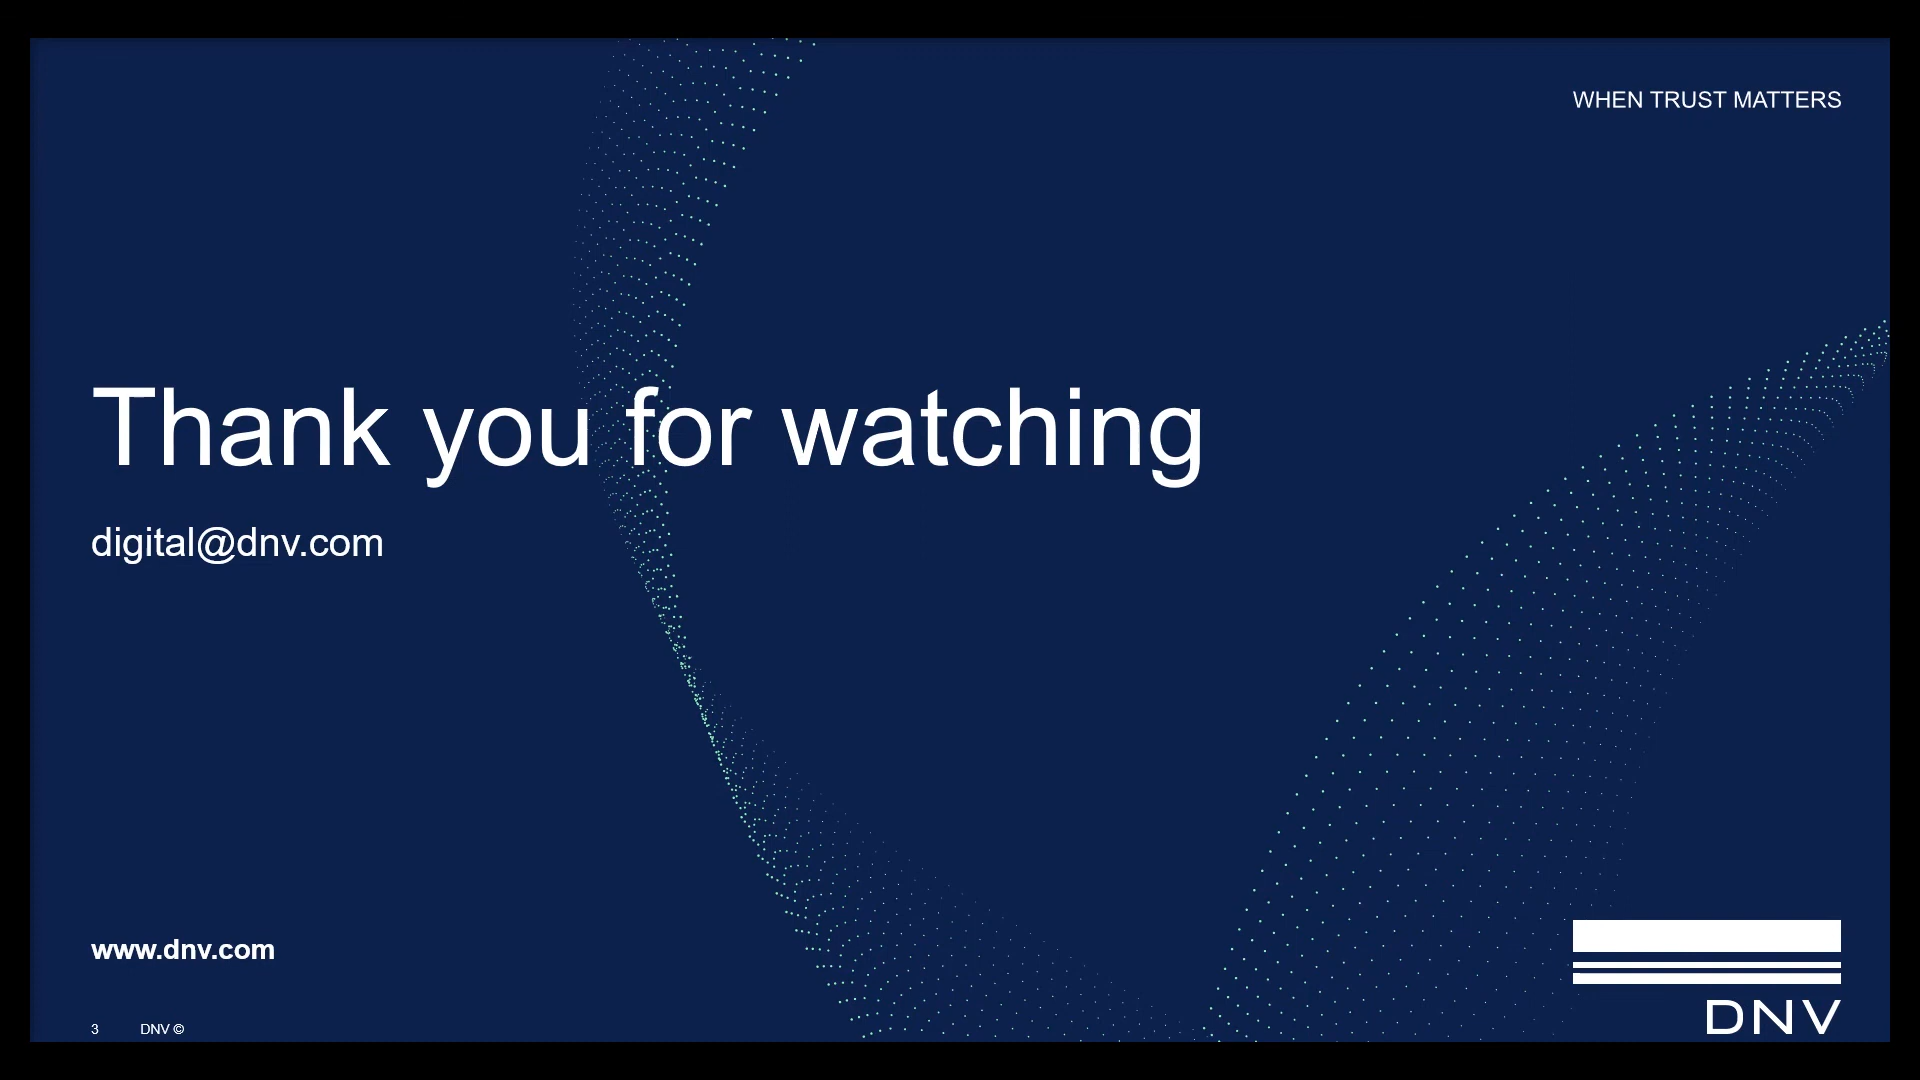 WHEN TRUST MATTERS
Thank you for watching
digital@dnv.com
www.dnv.com
3 DNV ©
DNV